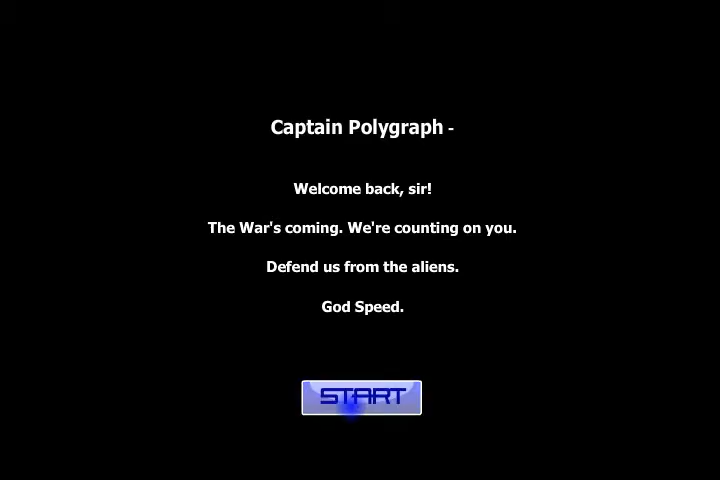 Captain Polygraph -
Welcome back, sir!
The War's coming. We're counting on you.
Defend us from the aliens.
God Speed.
START